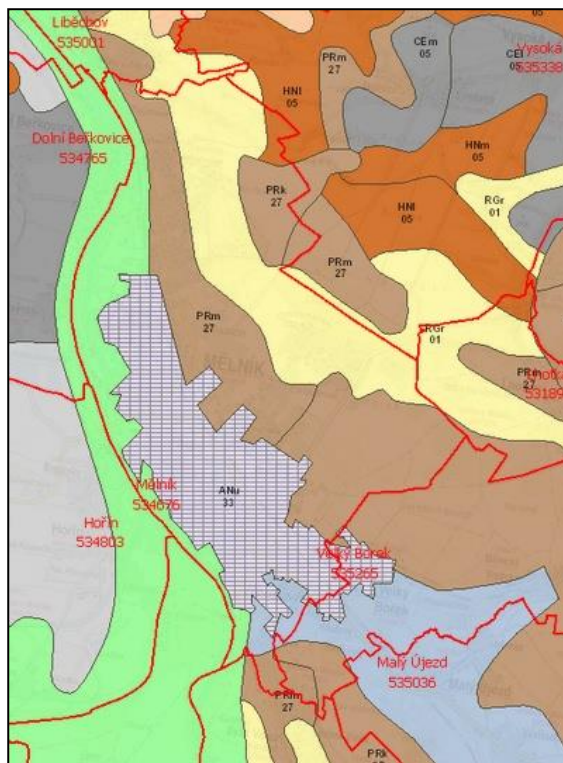 Liběchov
535001
CEm
05
Vysoká
535338
CEl
05
PRm
27
HNl
05
Dolní Beřkovice
534765
HNm
05
PRk
27
HNl
05
RGr
01
PRm
27
PRm
27
RGr
01
MĚLNÍK
PRm
27
53189
Mělník
534676
ANu
33
Hořín
534803
Velký Borek
535265
Malý Újezd
535036
PRm
27
PRk